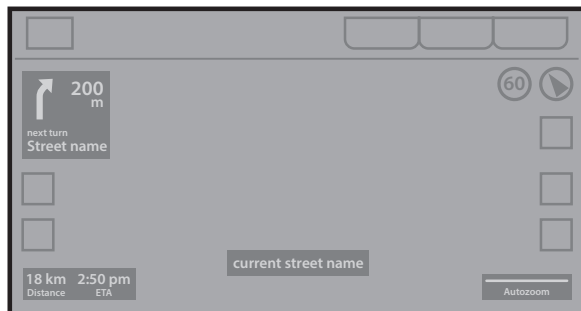 200
m
next turn
Street name
60
current street name
18 km 2:50 pm
Distance ETA
Autozoom